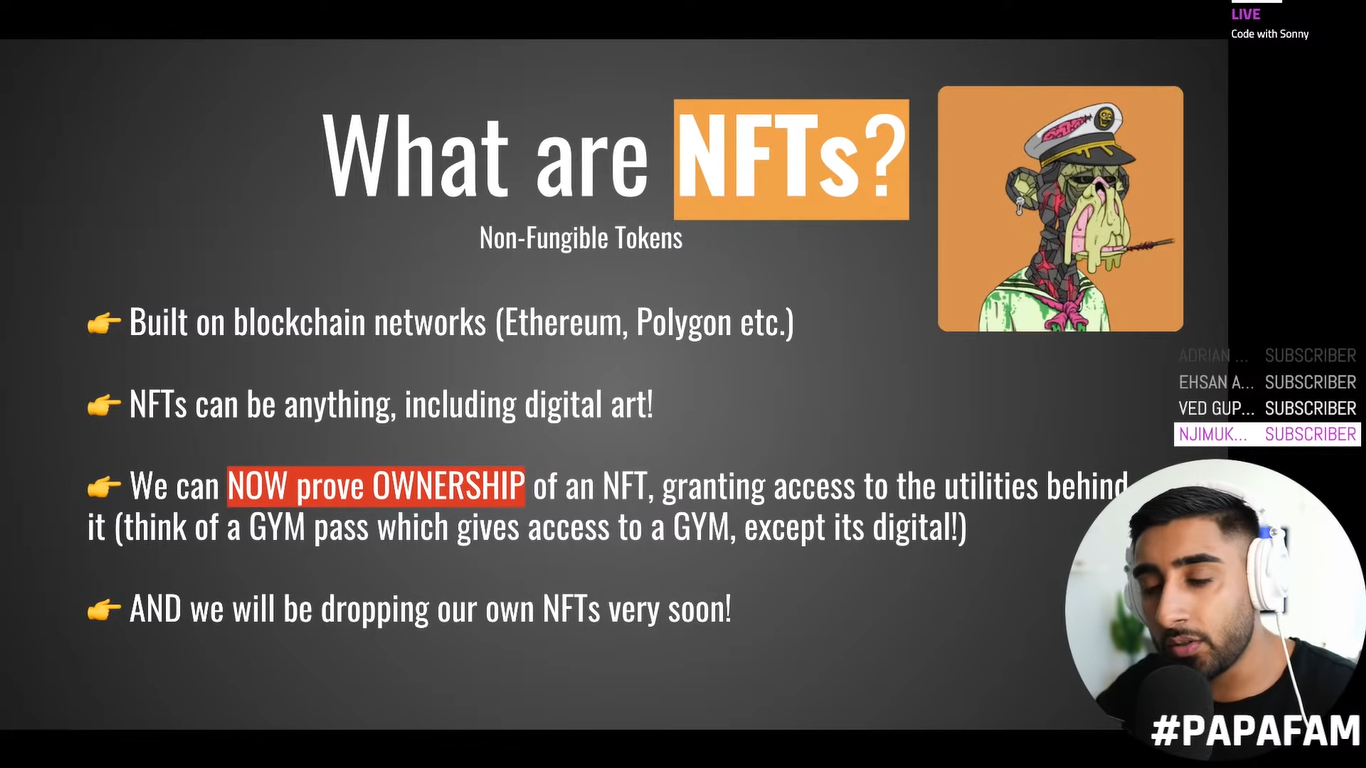 LIVE
Code with Sonny
What are NFTs?
Non-Fungible Tokens
👉 Built on blockchain networks (Ethereum, Polygon etc.)
👉 NFTs can be anything, including digital art!
👉 We can NOW prove OWNERSHIP of an NFT, granting access to the utilities behind
it (think of a GYM pass which gives access to a GYM, except its digital!)
👉 AND we will be dropping our own NFTs very soon!
ADRIAN ... SUBSCRIBER
EHSAN A... SUBSCRIBER
VED GUP... SUBSCRIBER
NJIMUK... SUBSCRIBER
#PAPAFAM